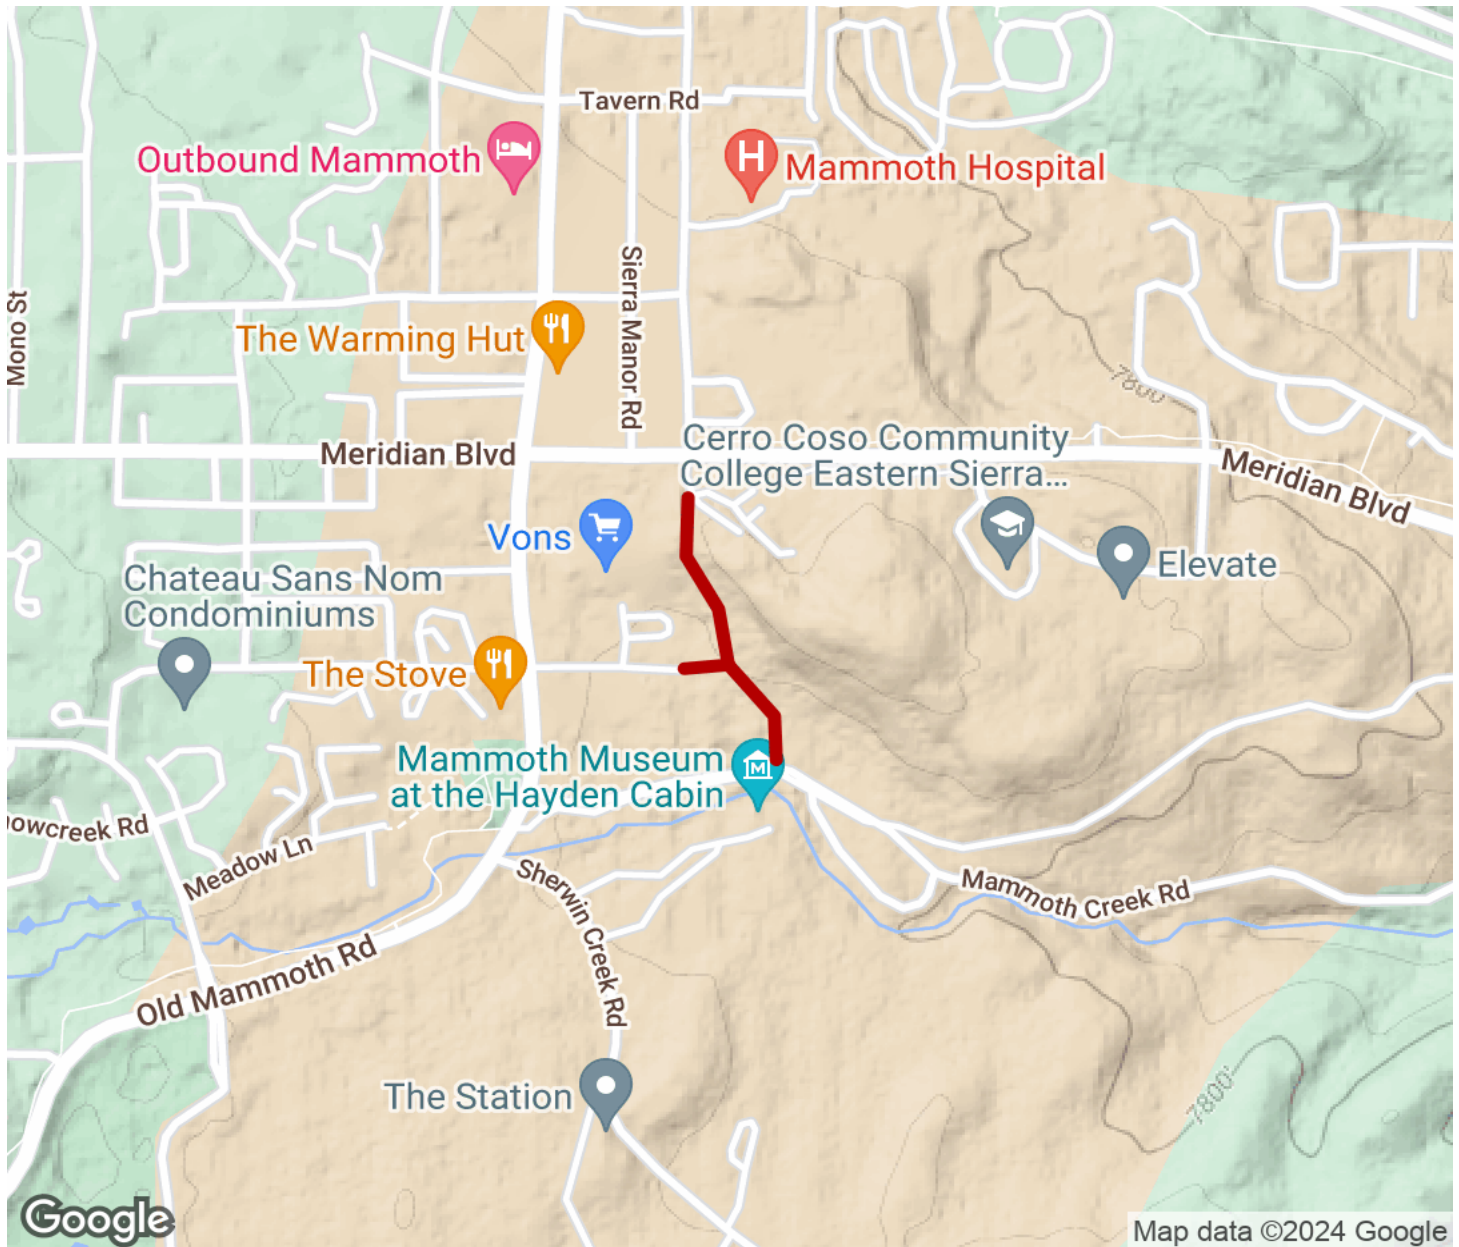 Tavern Rd
Outbound Mammoth
H
Mammoth Hospital
Sierra Manor Rd
Mono St
The Warming Hut
7800
Meridian Blvd
Cerro Coso Community
College Eastern Sierra...
Meridian Blvd
Vons
Elevate
Chateau Sans Nom
Condominiums
The Stove
Mammoth Museum
at the Hayden Cabin
M
owcreek Rd
Meadow Ln
Sherwin Creek Rd
Mammoth Creek Rd
Old Mammoth Rd
The Station
7800'
Google
Map data ©2024 Google